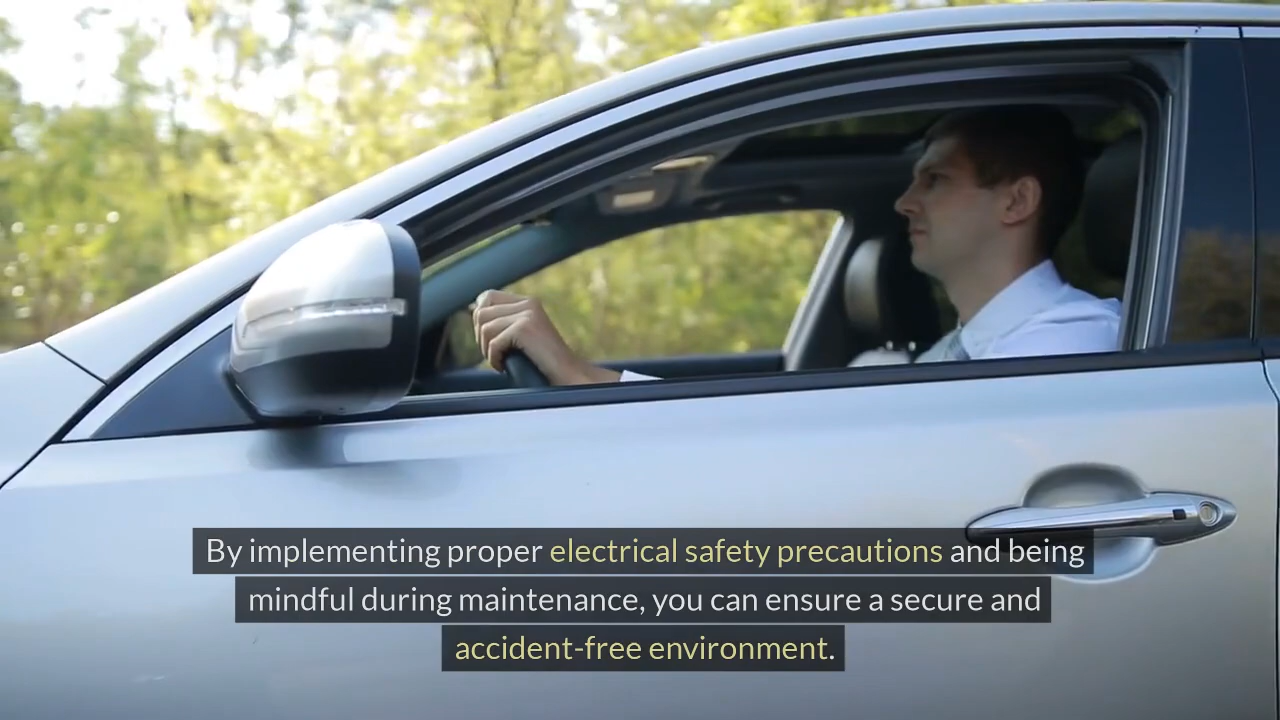 By implementing proper electrical safety precautions and being
mindful during maintenance, you can ensure a secure and
accident-free environment.